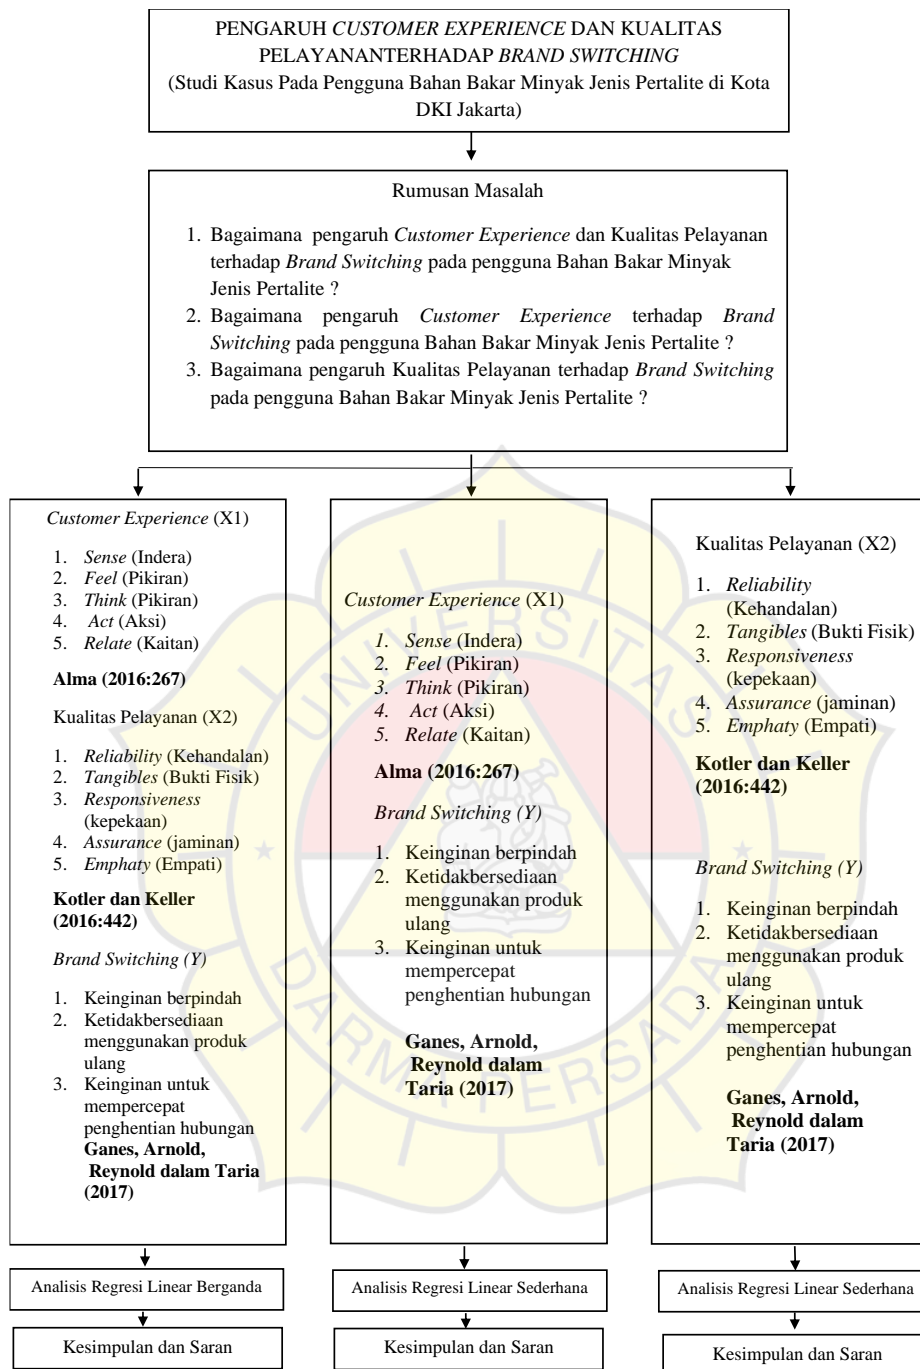 PENGARUH CUSTOMER EXPERIENCE DAN KUALITAS
PELAYANANTERHADAP BRAND SWITCHING
(Studi Kasus Pada Pengguna Bahan Bakar Minyak Jenis Pertalite di Kota
DKI Jakarta)
Rumusan Masalah
1. Bagaimana pengaruh Customer Experience dan Kualitas Pelayanan
terhadap Brand Switching pada pengguna Bahan Bakar Minyak
Jenis Pertalite ?
2. Bagaimana pengaruh Customer Experience terhadap Brand
Switching pada pengguna Bahan Bakar Minyak Jenis Pertalite ?
3. Bagaimana pengaruh Kualitas Pelayanan terhadap Brand Switching
pada pengguna Bahan Bakar Minyak Jenis Pertalite ?
Customer Experience (X1)
1. Sense (Indera)
2. Feel (Pikiran)
3. Think (Pikiran)
4. Act (Aksi)
5. Relate (Kaitan)
Alma (2016:267)
Kualitas Pelayanan (X2)
1. Reliability (Kehandalan)
2. Tangibles (Bukti Fisik)
3. Responsiveness
(kepekaan)
4. Assurance (jaminan)
5. Emphaty (Empati)
Kotler dan Keller
(2016:442)
Brand Switching (Y)
1. Keinginan berpindah
2. Ketidakbersediaan
menggunakan produk
ulang
3. Keinginan untuk
mempercepat
penghentian hubungan
Ganes, Arnold,
Reynold dalam Taria
(2017)
Analisis Regresi Linear Berganda
Kesimpulan dan Saran
Customer Experience (X1)
1. Sense (Indera)
2. Feel (Pikiran)
3. Think (Pikiran)
4. Act (Aksi)
5. Relate (Kaitan)
Alma (2016:267)
Brand Switching (Y)
1. Keinginan berpindah
2. Ketidakbersediaan
menggunakan produk
ulang
3. Keinginan untuk
mempercepat
penghentian hubungan
Ganes, Arnold,
Reynold dalam
Taria (2017)
Analisis Regresi Linear Sederhana
Kesimpulan dan Saran
Kualitas Pelayanan (X2)
1. Reliability
(Kehandalan)
2. Tangibles (Bukti Fisik)
3. Responsiveness
(kepekaan)
4. Assurance (jaminan)
5. Emphaty (Empati)
Kotler dan Keller
(2016:442)
Brand Switching (Y)
1. Keinginan berpindah
2. Ketidakbersediaan
menggunakan produk
ulang
3. Keinginan untuk
mempercepat
penghentian hubungan
Ganes, Arnold,
Reynold dalam
Taria (2017)
Analisis Regresi Linear Sederhana
Kesimpulan dan Saran
UNIVERSITAS
DARMA PERSADA